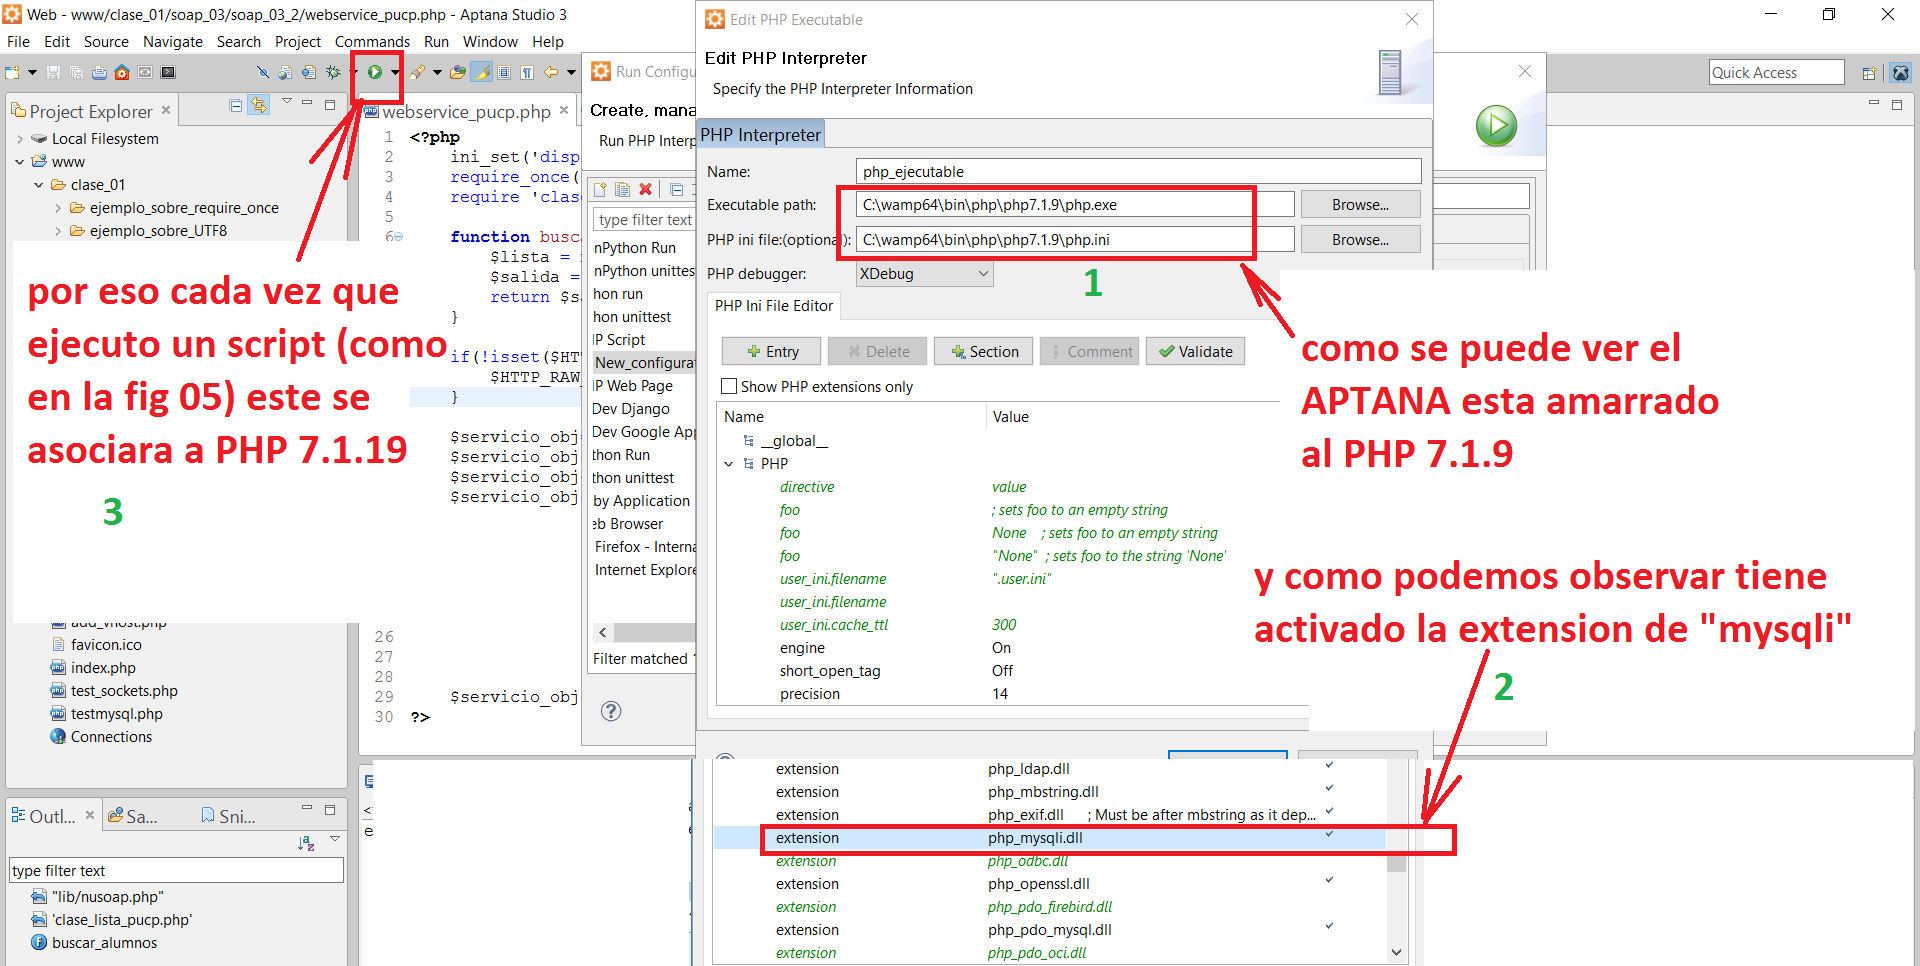 Web - www/clase_01/soap_03/soap_03_2/webservice_pucp.php - Aptana Studio 3
File Edit Source Navigate Search Project Commands Run Window Help
Quick Access
Project Explorer
Local Filesystem
www
clase_01
ejemplo_sobre_require_once
ejemplo_sobre_UTF8
por eso cada vez que
ejecuto un script (como
en la fig 05) este se
asociara a PHP 7.1.19
3
add_vhost.php
favicon.ico
index.php
test_sockets.php
testmysql.php
Connections
Outl...
Sa...
Sni...
type filter text
"lib/nusoap.php"
'clase_lista_pucp.php'
buscar_alumnos
webservice_pucp.php
1 <?php
2 ini_set('disp
3 require_once(
4 require 'clas
5
6 function busca
$lista =
$salida =
return $sa
}
if(!isset($HT
$HTTP_RAW_
}
$servicio_obj
$servicio_obj
$servicio_obj
$servicio_obj
26
27
28
29 $servicio_obj
30 ?>
Run Configu
Create, mana
Run PHP Interp
type filter text
nPython Run
nPython unittes
hon run
hon unittest
IP Script
New_configurat
IP Web Page
Dev Django
Dev Google App
thon Run
thon unittest
by Application
eb Browser
Firefox - Interna
Internet Explore
Filter matched
Edit PHP Executable
Edit PHP Interpreter
Specify the PHP Interpreter Information
PHP Interpreter
Name: php_ejecutable
Executable path: C:\wamp64\bin\php\php7.1.9\php.exe Browse...
PHP ini file:(optional): C:\wamp64\bin\php\php7.1.9\php.ini Browse...
PHP debugger: XDebug
1
PHP Ini File Editor
Entry Delete Section ; Comment Validate
Show PHP extensions only
Name Value
__global__
PHP
directive value
foo ; sets foo to an empty string
foo None ; sets foo to an empty string
foo "None" ; sets foo to the string 'None'
user_ini.filename ".user.ini"
user_ini.filename
user_ini.cache_ttl 300
engine On
short_open_tag Off
precision 14
como se puede ver el
APTANA esta amarrado
al PHP 7.1.9
y como podemos observar tiene
activado la extension de "mysqli"
2
extension php_ldap.dll
extension php_mbstring.dll
extension php_exif.dll ; Must be after mbstring as it dep...
extension php_mysqli.dll
extension php_odbc.dll
extension php_openssl.dll
extension php_pdo_firebird.dll
extension php_pdo_mysql.dll
extension php_pdo_oci.dll